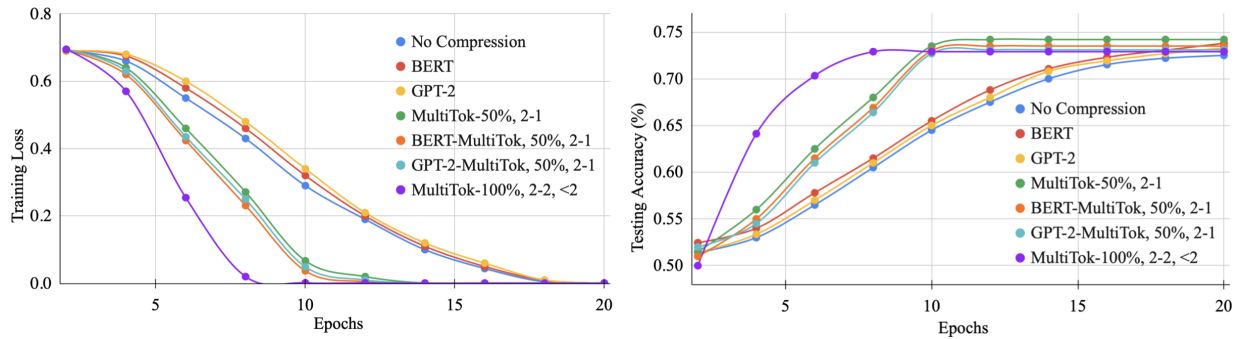 0.8
0.6
0.4
0.2
0.0
Training Loss
5
10
15
20
Epochs
No Compression
BERT
GPT-2
MultiTok-50%, 2-1
BERT-MultiTok, 50%, 2-1
GPT-2-MultiTok, 50%, 2-1
MultiTok-100%, 2-2, <2
0.75
0.70
0.65
0.60
0.55
0.50
Testing Accuracy (%)
5
10
15
20
Epochs
No Compression
BERT
GPT-2
MultiTok-50%, 2-1
BERT-MultiTok, 50%, 2-1
GPT-2-MultiTok, 50%, 2-1
MultiTok-100%, 2-2, <2